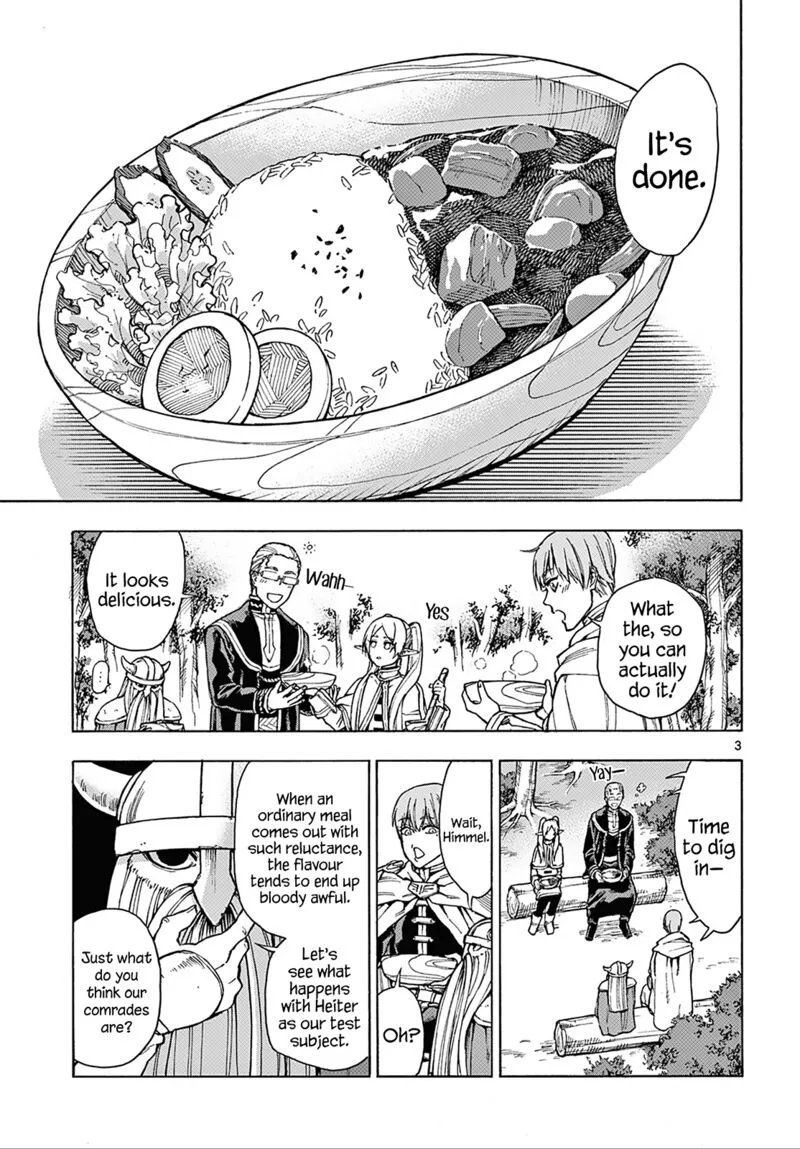 It's
done.
What
the, so
you can
actually
do it!
Yes
Wahh—
It looks
delicious.
...
3
Yay—
Time
to dig
in—
Wait,
Himmel.
Oh?
When an
ordinary meal
comes out with
such reluctance,
the flavour
tends to end up
bloody awful.
Let's
see what
happens
with Heiter
as our test
subject.
Just what
do you
think our
comrades
are?